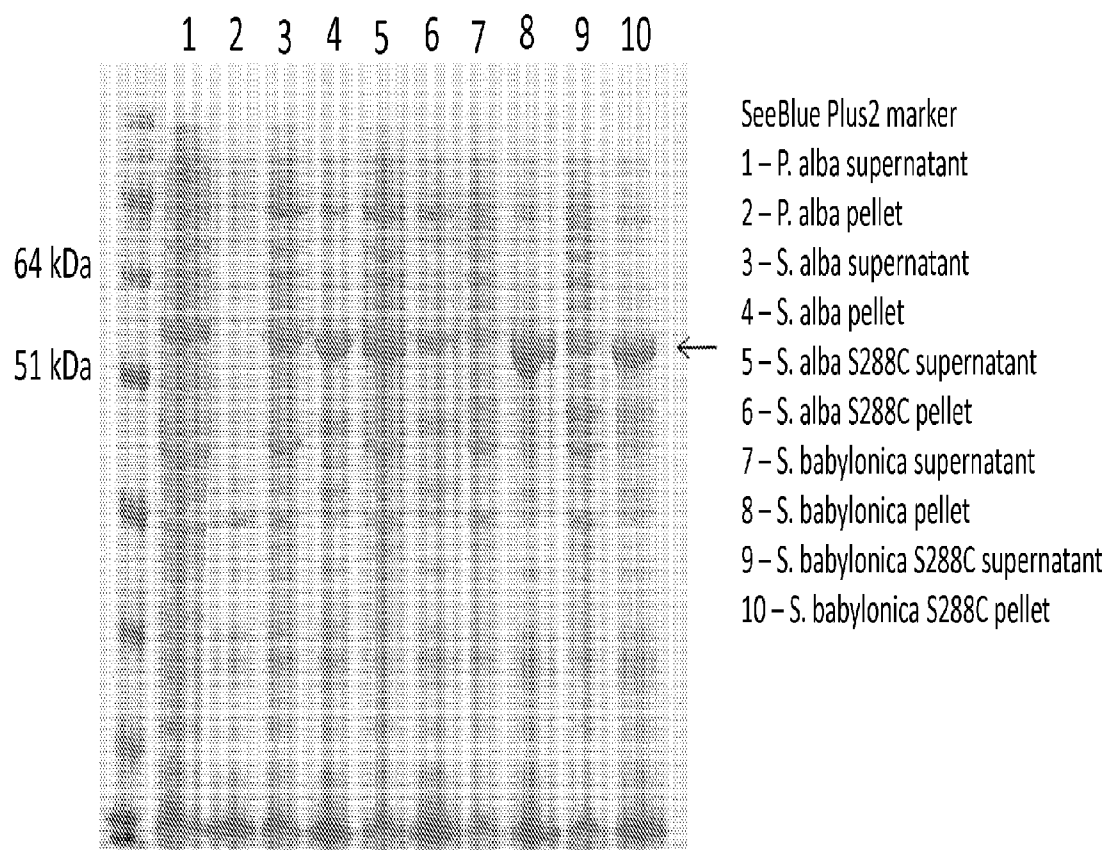 1 2 3 4 5 6 7 8 9 10
SeeBlue Plus2 marker
1 – P. alba supernatant
2 – P. alba pellet
64 kDa
3 – S. alba supernatant
4 – S. alba pellet
51 kDa
5 – S. alba S288C supernatant
6 – S. alba S288C pellet
7 – S. babylonica supernatant
8 – S. babylonica pellet
9 – S. babylonica S288C supernatant
10 – S. babylonica S288C pellet